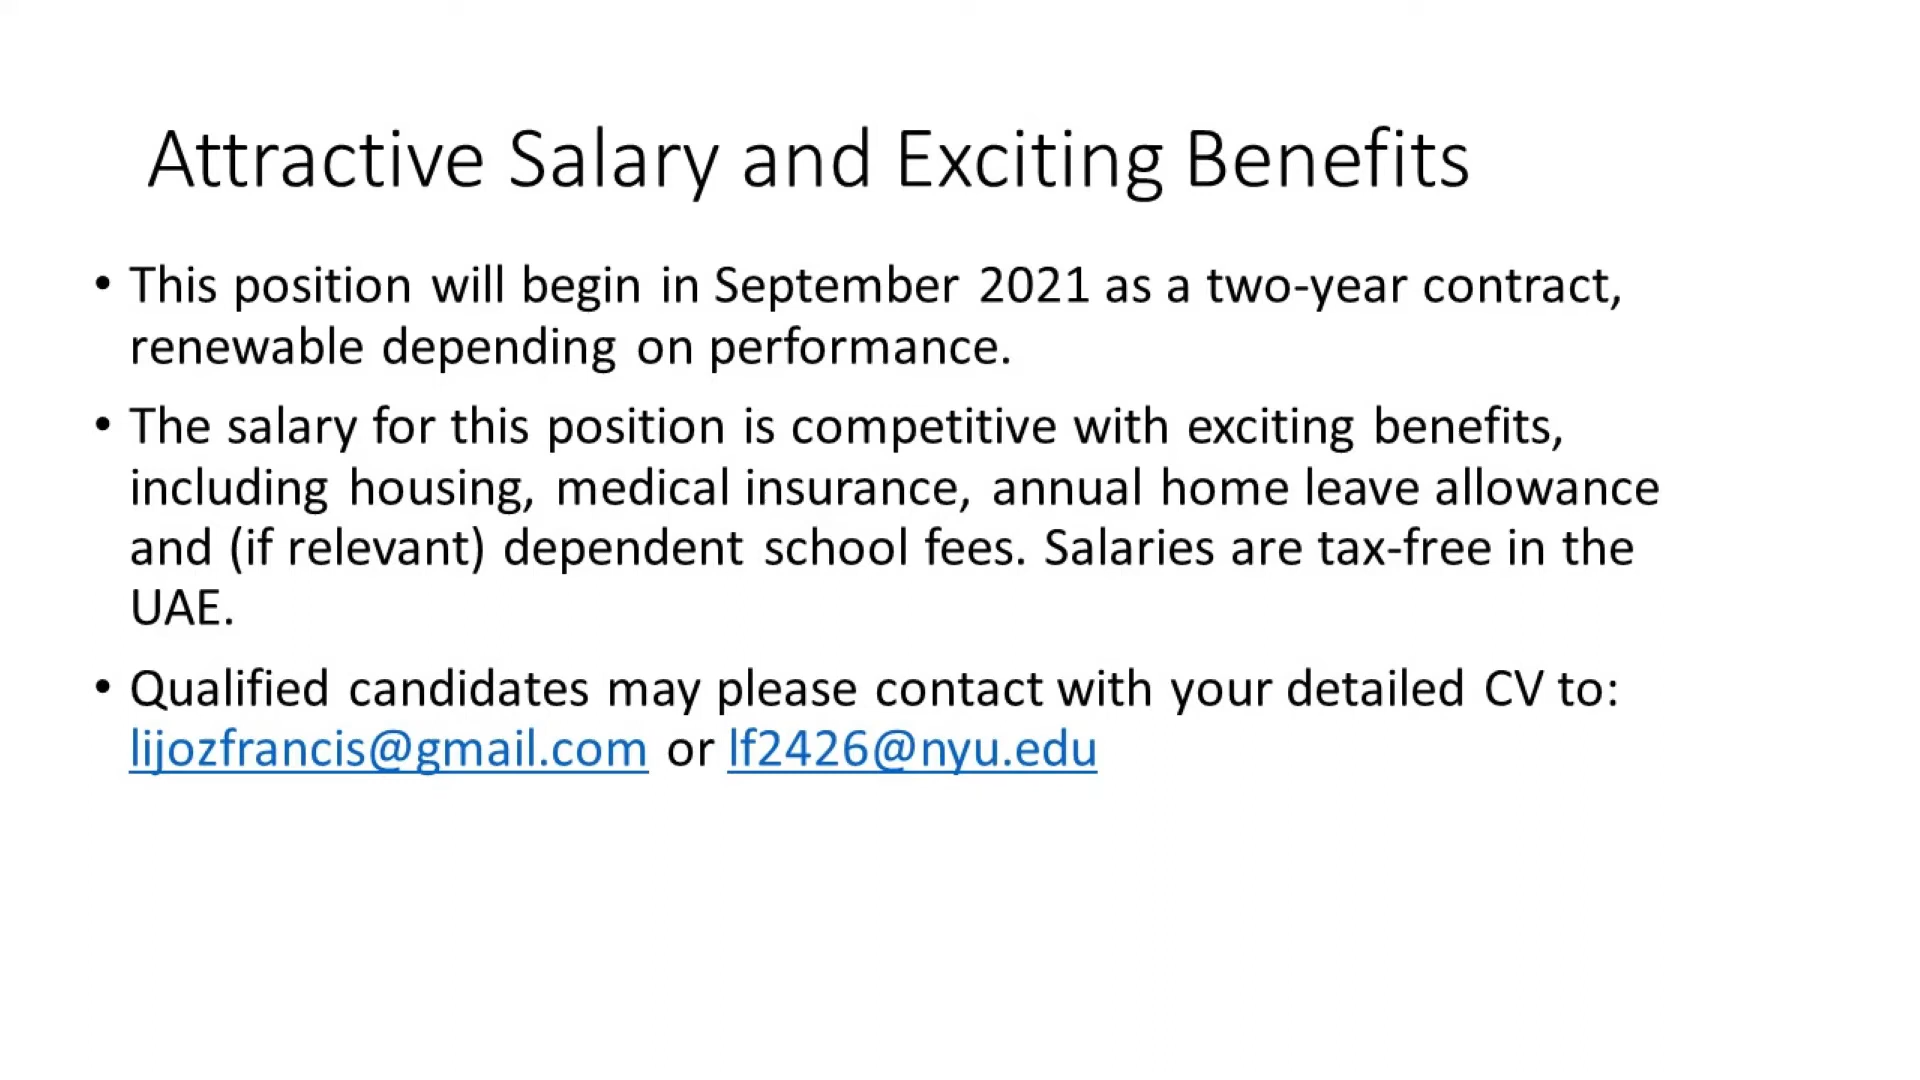 Attractive Salary and Exciting Benefits
• This position will begin in September 2021 as a two-year contract,
renewable depending on performance.
• The salary for this position is competitive with exciting benefits,
including housing, medical insurance, annual home leave allowance
and (if relevant) dependent school fees. Salaries are tax-free in the
UAE.
• Qualified candidates may please contact with your detailed CV to:
lijozfrancis@gmail.com or lf2426@nyu.edu